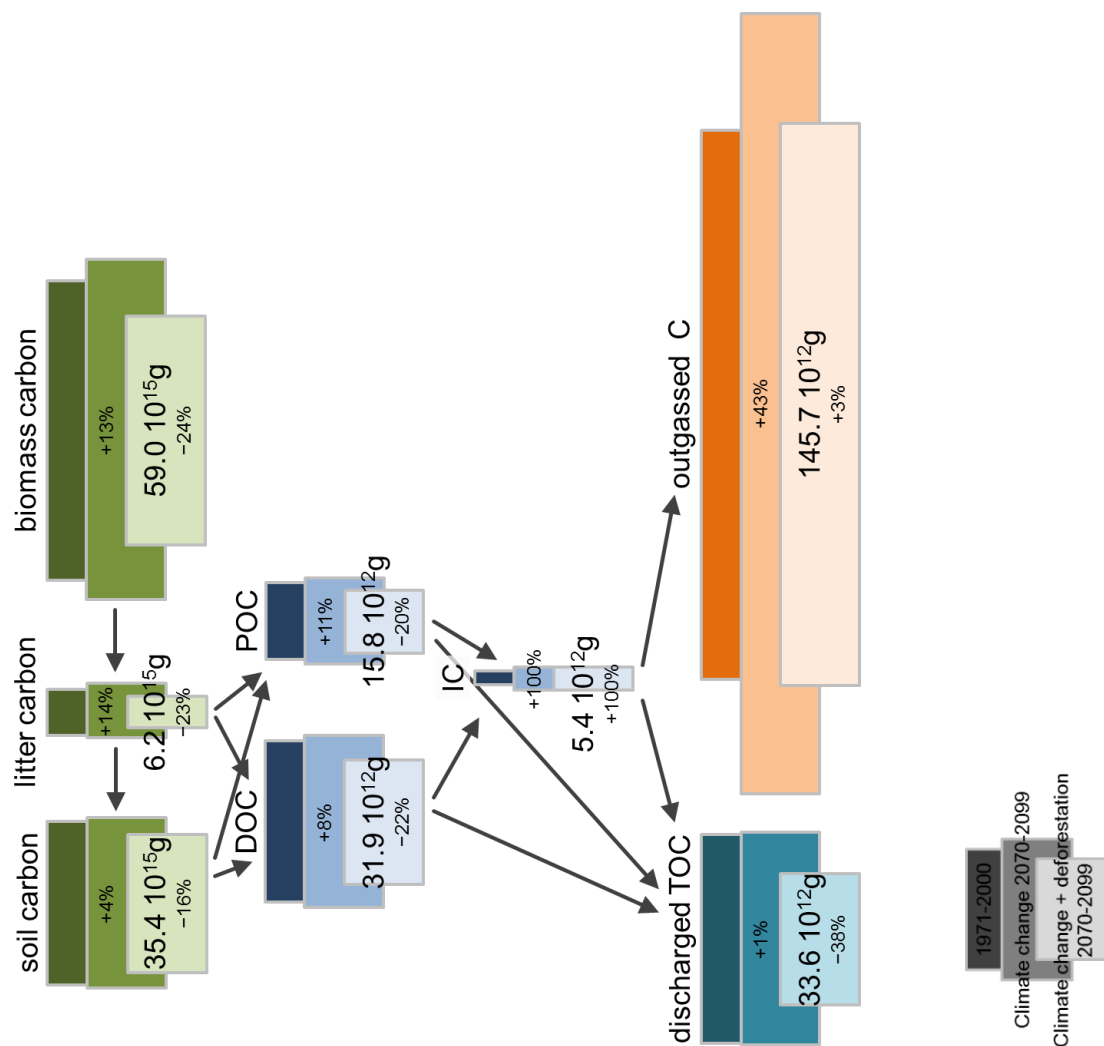 soil carbon
+4%
35.4 10¹⁵g
−16%
litter carbon
+14%
6.2 10¹⁵g
−23%
biomass carbon
+13%
59.0 10¹⁵g
−24%
DOC
+8%
31.9 10¹²g
−22%
POC
+11%
15.8 10¹²g
−20%
IC
+100%
5.4 10¹²g
+100%
discharged TOC
+1%
33.6 10¹²g
−38%
outgassed C
+43%
145.7 10¹²g
+3%
1971-2000
Climate change 2070-2099
Climate change + deforestation
2070-2099